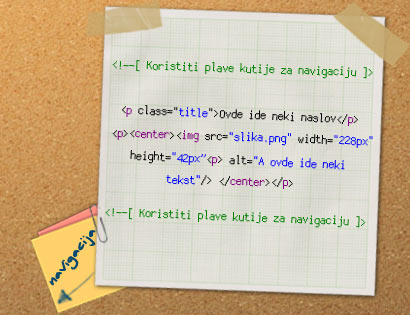 <!--[ Koristiti plave kutije za navigaciju ]>
<p class="title">Ovde ide neki naslov</p>
<p><center><img src="slika.png" width="228px"
height="42px"<p> alt="A ovde ide neki
tekst"/> </center></p>
<!--[ Koristiti plave kutije za navigaciju ]>
navigacija